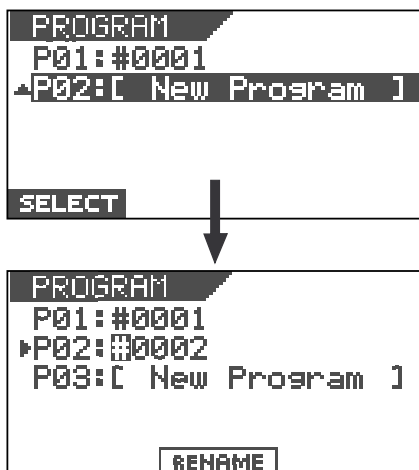 PROGRAM
P01:#0001
P02:[ New Program ]
SELECT
PROGRAM
P01:#0001
P02:#0002
P03:[ New Program ]
RENAME